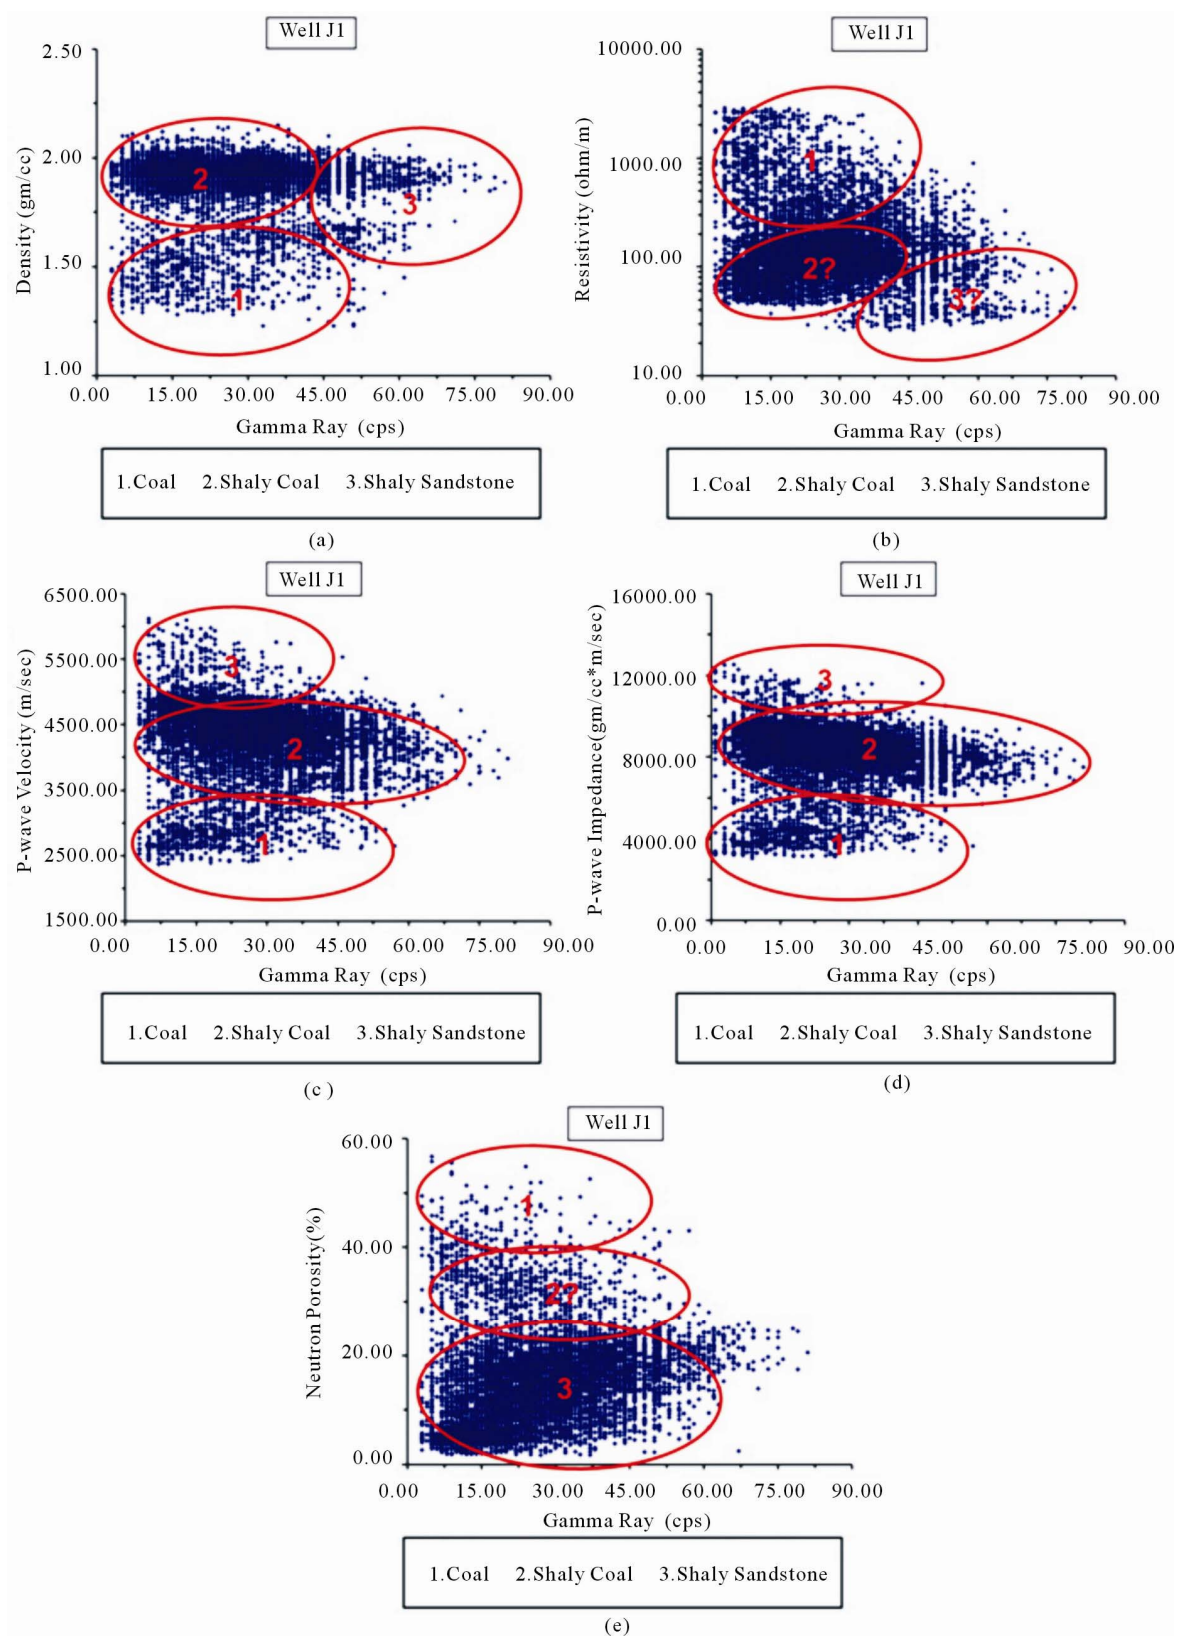 Well J1
2.50
2.00
1.50
1.00
Density (gm/cc)
2
3
1
0.00 15.00 30.00 45.00 60.00 75.00 90.00
Gamma Ray (cps)
1.Coal 2.Shaly Coal 3.Shaly Sandstone
(a)
Well J1
10000.00
1000.00
100.00
10.00
Resistivity (ohm/m)
1
2?
3?
0.00 15.00 30.00 45.00 60.00 75.00 90.00
Gamma Ray (cps)
1.Coal 2.Shaly Coal 3.Shaly Sandstone
(b)
Well J1
6500.00
5500.00
4500.00
3500.00
2500.00
1500.00
P-wave Velocity (m/sec)
3
2
1
0.00 15.00 30.00 45.00 60.00 75.00 90.00
Gamma Ray (cps)
1.Coal 2.Shaly Coal 3.Shaly Sandstone
(c )
Well J1
16000.00
12000.00
8000.00
4000.00
0.00
P-wave Impedance(gm/cc*m/sec)
3
2
1
0.00 15.00 30.00 45.00 60.00 75.00 90.00
Gamma Ray (cps)
1.Coal 2.Shaly Coal 3.Shaly Sandstone
(d)
Well J1
60.00
40.00
20.00
0.00
Neutron Porosity(%)
1
2?
3
0.00 15.00 30.00 45.00 60.00 75.00 90.00
Gamma Ray (cps)
1.Coal 2.Shaly Coal 3.Shaly Sandstone
(e)